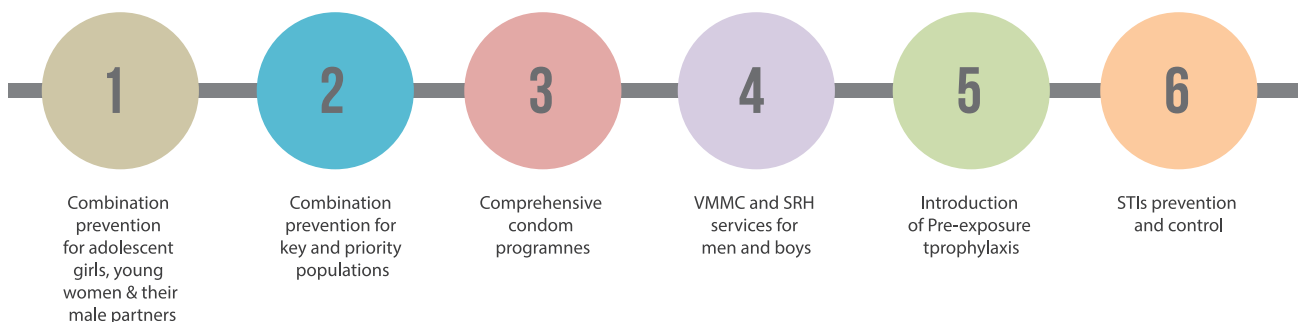 1
Combination
prevention
for adolescent
girls, young
women & their
male partners
2
Combination
prevention for
key and priority
populations
3
Comprehensive
condom
programnes
4
VMMC and SRH
services for
men and boys
5
Introduction
of Pre-exposure
tprophylaxis
6
STIs prevention
and control